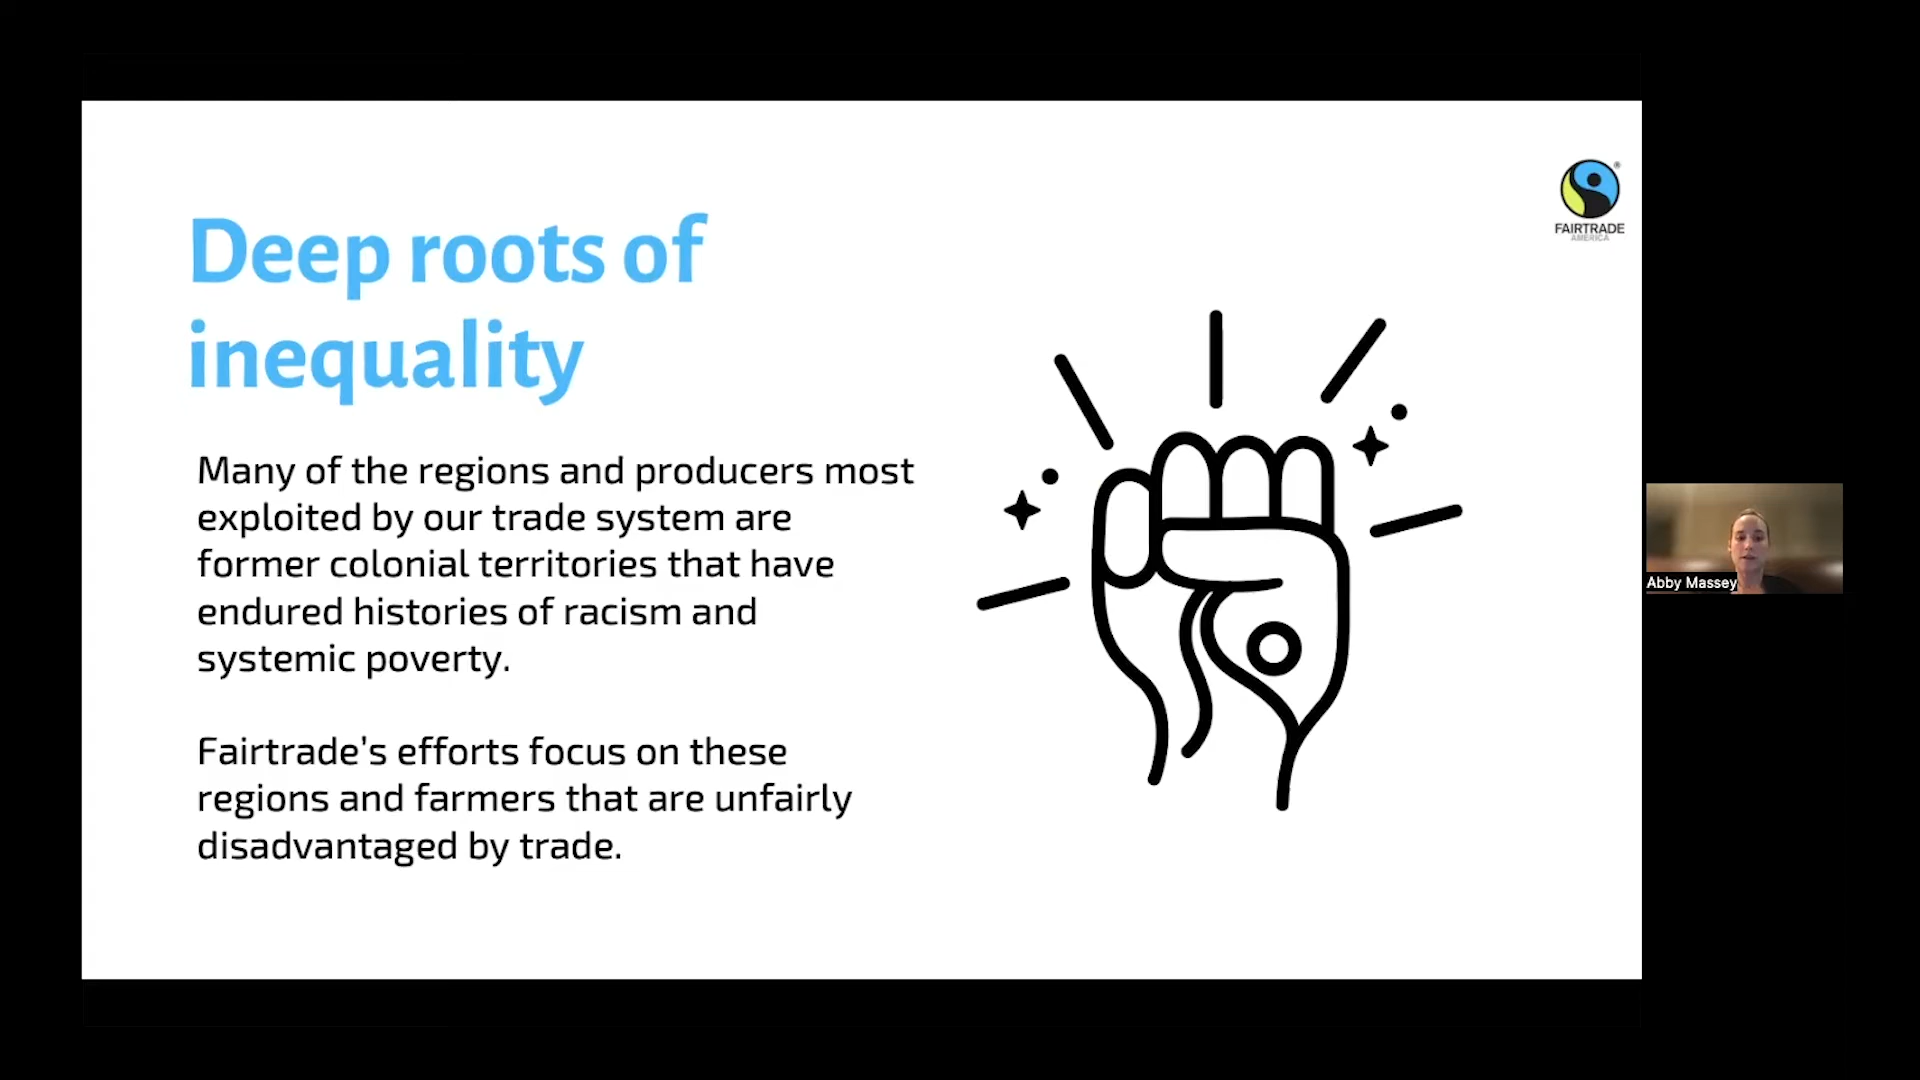 Deep roots of
inequality
Many of the regions and producers most
exploited by our trade system are
former colonial territories that have
endured histories of racism and
systemic poverty.
Fairtrade's efforts focus on these
regions and farmers that are unfairly
disadvantaged by trade.
®
FAIRTRADE
AMERICA
Abby Massey